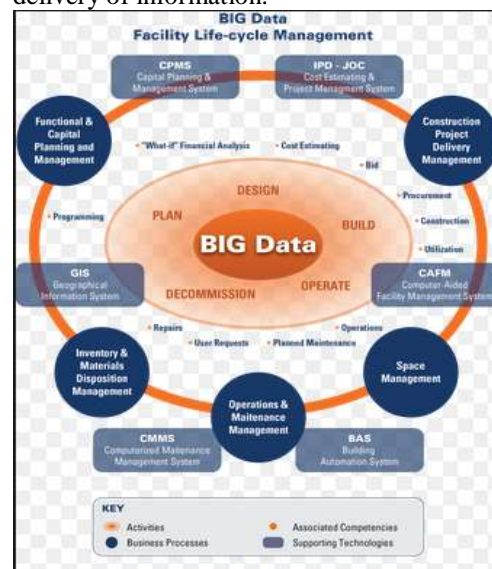 delivery of information.
BIG Data
Facility Life-cycle Management
CPMS
Capital Planning &
Management System
IPD - JOC
Cost Estimating &
Project Managment System
Functional &
Capital
Planning and
Management
Construction
Project
Delivery
Management
• "What-if" Financial Analysis
• Cost Estimating
• Bid
DESIGN
• Procurement
PLAN
• Programming
• Construction
BUILD
BIG Data
• Utilization
GIS
Geographical
Information System
CAFM
Computer-Aided
Facility Management System
OPERATE
DECOMMISSION
• Repairs
• Operations
• User Requests
• Planned Maintenance
Inventory &
Materials
Disposition
Management
Space
Management
Operations &
Maitenance
Management
CMMS
Computerized Maitenance
Management System
BAS
Building
Automation System
KEY
Activities
Associated Competencies
Business Processes
Supporting Technologies